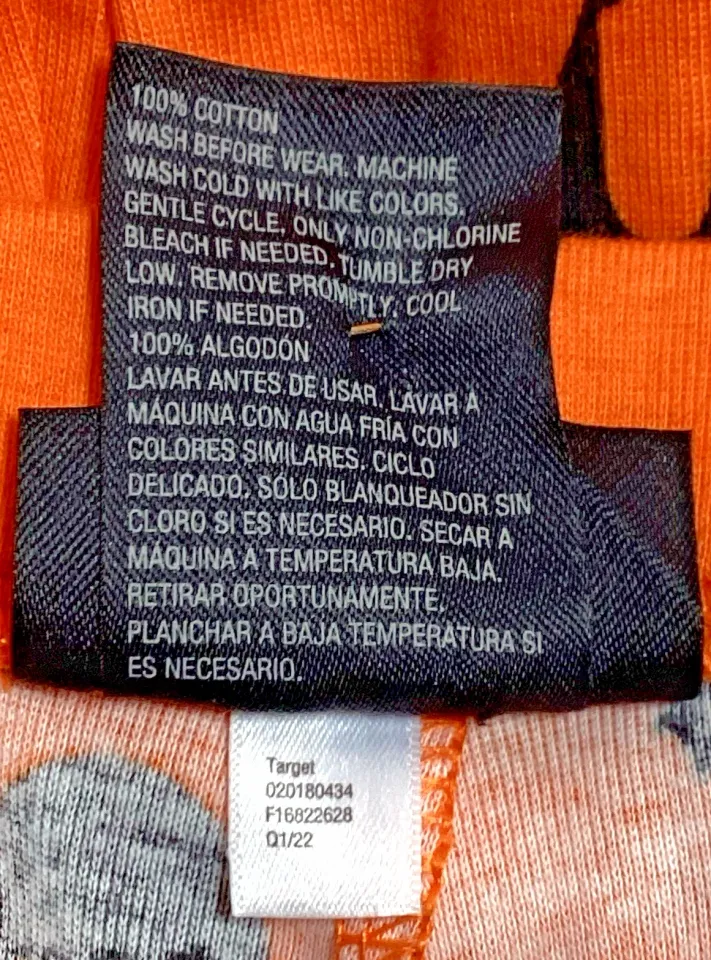 100% COTTON
WASH BEFORE WEAR. MACHINE
WASH COLD WITH LIKE COLORS.
GENTLE CYCLE, ONLY NON-CHLORINE
BLEACH IF NEEDED. TUMBLE DRY
LOW. REMOVE PROMPTLY. COOL
IRON IF NEEDED.
100% ALGODÓN
LAVAR ANTES DE USAR. LAVAR A
MÁQUINA CON AGUA FRÍA CON
COLORES SIMILARES. CICLO
DELICADO. SÓLO BLANQUEADOR SIN
CLORO SI ES NECESARIO. SECAR A
MÁQUINA A TEMPERATURA BAJA.
RETIRAR OPORTUNAMENTE.
PLANCHAR A BAJA TEMPERATURA SI
ES NECESARIO.
Target
020180434
F16822628
Q1/22